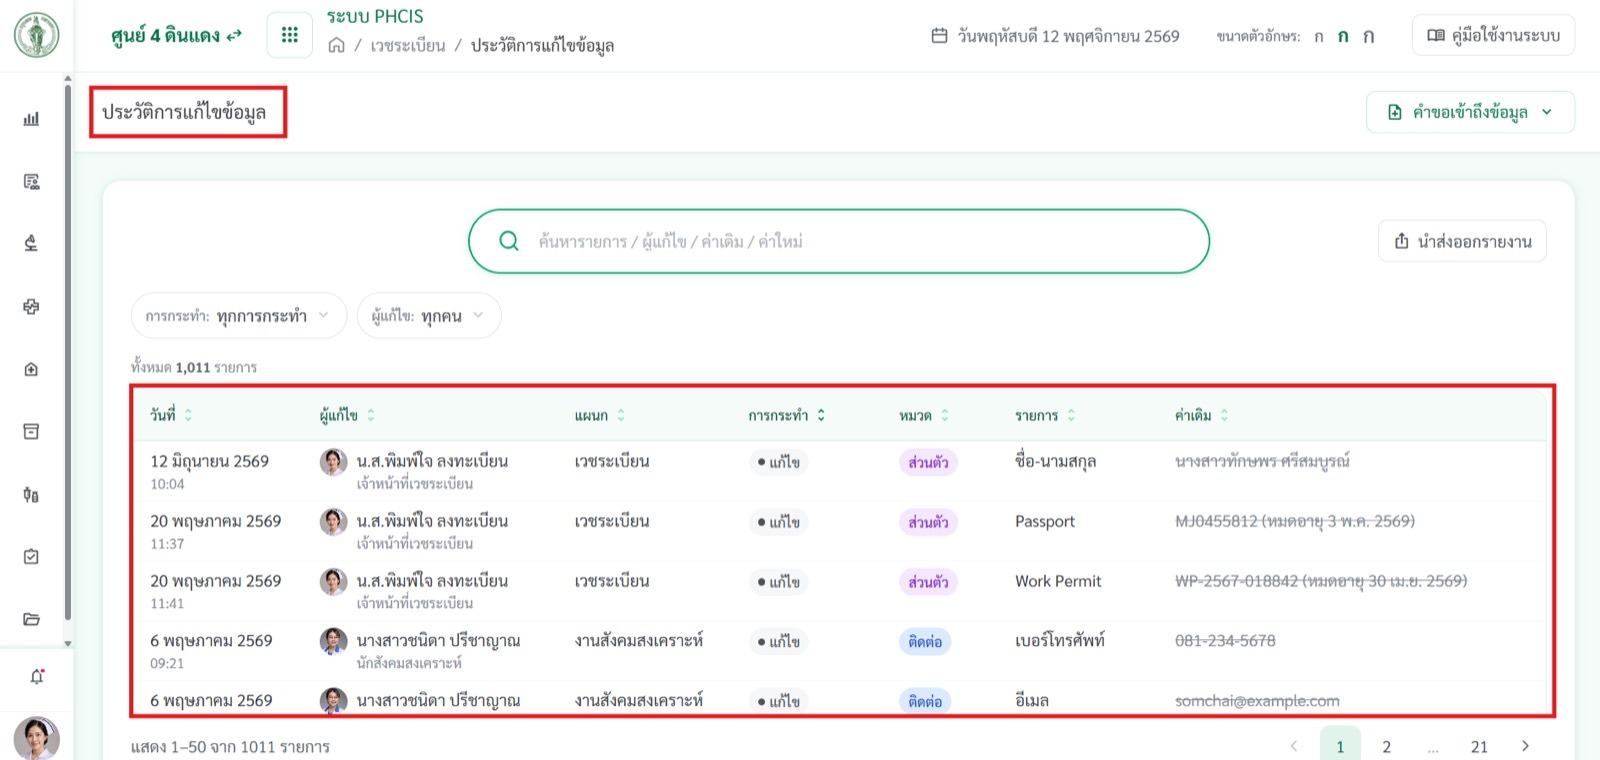 ศูนย์ 4 ดินแดง
ระบบ PHCIS
/ เวชระเบียน / ประวัติการแก้ไขข้อมูล
วันพฤหัสบดี 12 พฤศจิกายน 2569
ขนาดตัวอักษร: ก ก ก
คู่มือใช้งานระบบ
ประวัติการแก้ไขข้อมูล
คำขอเข้าถึงข้อมูล
ค้นหารายการ / ผู้แก้ไข / ค่าเดิม / ค่าใหม่
นำส่งออกรายงาน
การกระทำ: ทุกการกระทำ
ผู้แก้ไข: ทุกคน
ทั้งหมด 1,011 รายการ
วันที่ ผู้แก้ไข แผนก การกระทำ หมวด รายการ ค่าเดิม
12 มิถุนายน 2569 น.ส.พิมพ์ใจ ลงทะเบียน เวชระเบียน แก้ไข ส่วนตัว ชื่อ-นามสกุล นางสาวทักษพร ศรีสมบูรณ์
10:04 เจ้าหน้าที่เวชระเบียน
20 พฤษภาคม 2569 น.ส.พิมพ์ใจ ลงทะเบียน เวชระเบียน แก้ไข ส่วนตัว Passport MJ0455812 (หมดอายุ 3 พ.ค. 2569)
11:37 เจ้าหน้าที่เวชระเบียน
20 พฤษภาคม 2569 น.ส.พิมพ์ใจ ลงทะเบียน เวชระเบียน แก้ไข ส่วนตัว Work Permit WP-2567-018842 (หมดอายุ 30 เม.ย. 2569)
11:41 เจ้าหน้าที่เวชระเบียน
6 พฤษภาคม 2569 นางสาวชนิดา ปรีชาญาณ งานสังคมสงเคราะห์ แก้ไข ติดต่อ เบอร์โทรศัพท์ 081-234-5678
09:21 นักสังคมสงเคราะห์
6 พฤษภาคม 2569 นางสาวชนิดา ปรีชาญาณ งานสังคมสงเคราะห์ แก้ไข ติดต่อ อีเมล somchai@example.com
แสดง 1–50 จาก 1011 รายการ
1 2 ... 21